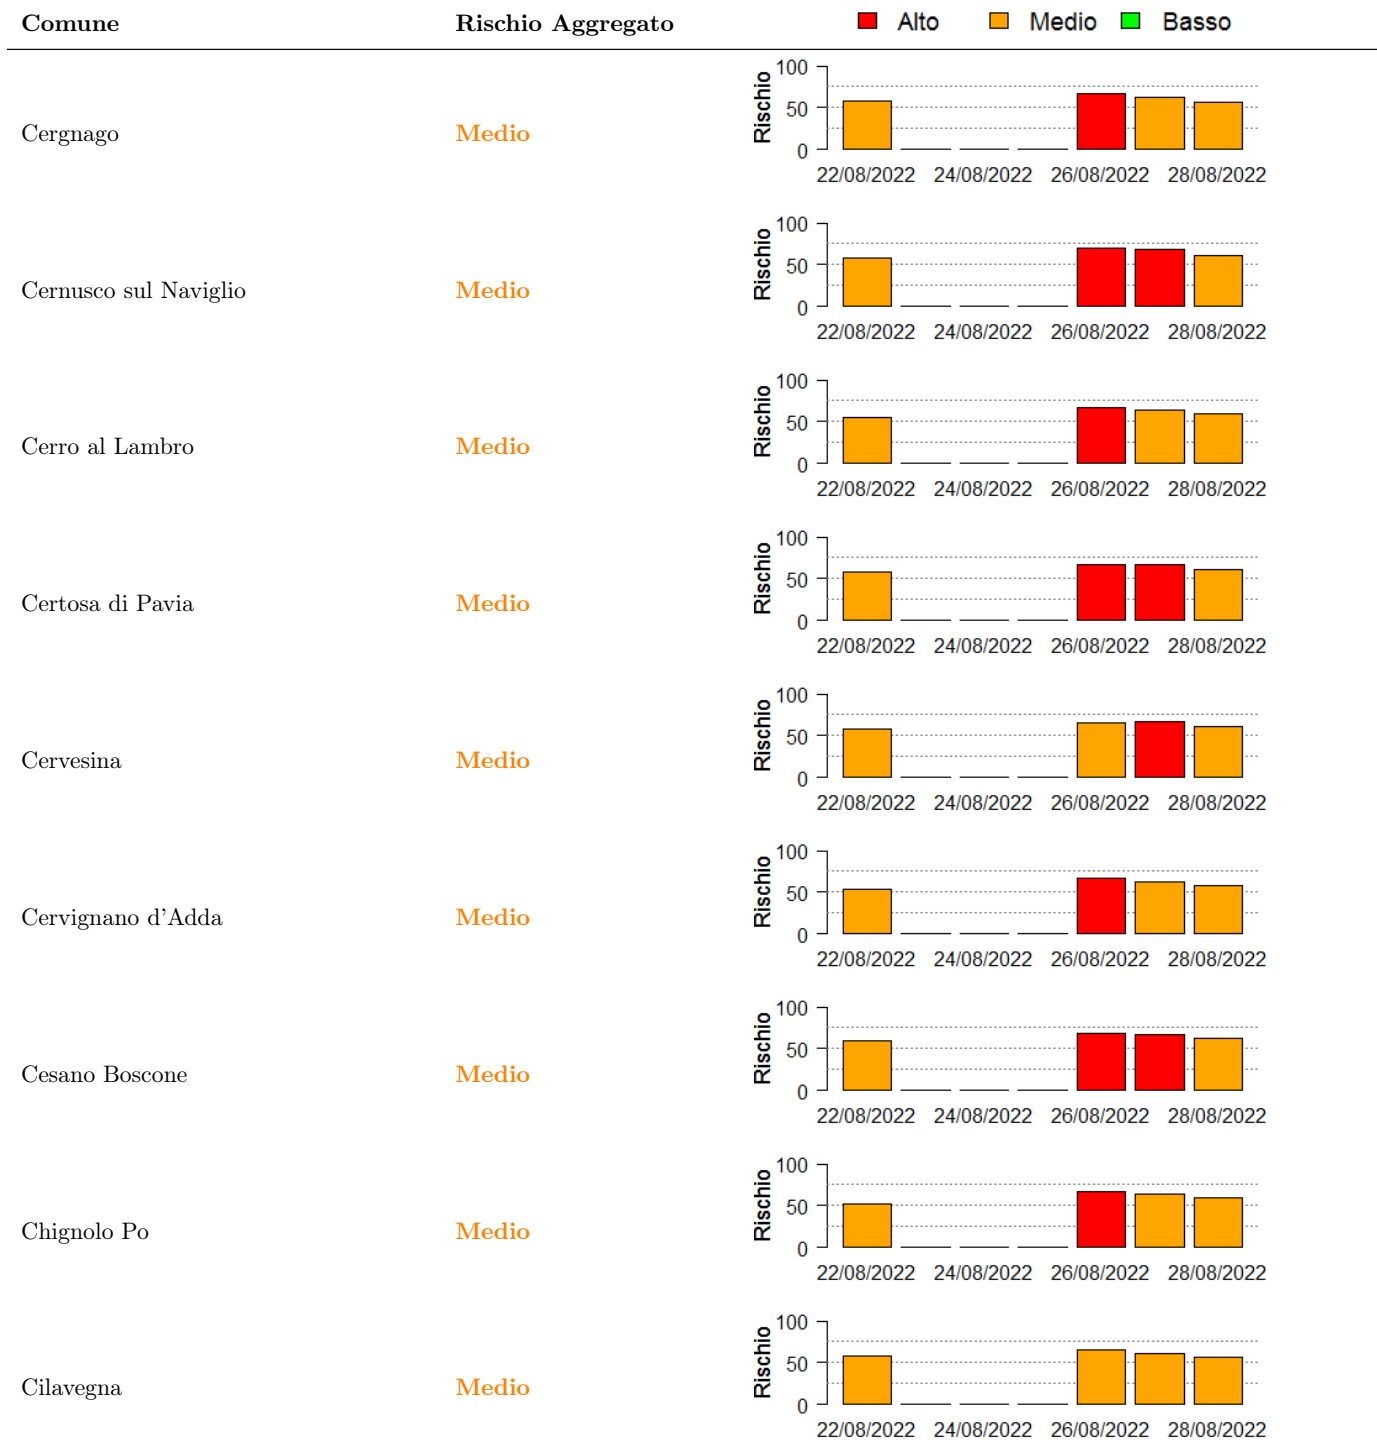 Comune Rischio Aggregato Alto Medio Basso
100
50
0
Rischio
Cergnago Medio
22/08/2022 24/08/2022 26/08/2022 28/08/2022
100
50
0
Rischio
Cernusco sul Naviglio Medio
22/08/2022 24/08/2022 26/08/2022 28/08/2022
100
50
0
Rischio
Cerro al Lambro Medio
22/08/2022 24/08/2022 26/08/2022 28/08/2022
100
50
0
Rischio
Certosa di Pavia Medio
22/08/2022 24/08/2022 26/08/2022 28/08/2022
100
50
0
Rischio
Cervesina Medio
22/08/2022 24/08/2022 26/08/2022 28/08/2022
100
50
0
Rischio
Cervignano d'Adda Medio
22/08/2022 24/08/2022 26/08/2022 28/08/2022
100
50
0
Rischio
Cesano Boscone Medio
22/08/2022 24/08/2022 26/08/2022 28/08/2022
100
50
0
Rischio
Chignolo Po Medio
22/08/2022 24/08/2022 26/08/2022 28/08/2022
100
50
0
Rischio
Cilavegna Medio
22/08/2022 24/08/2022 26/08/2022 28/08/2022